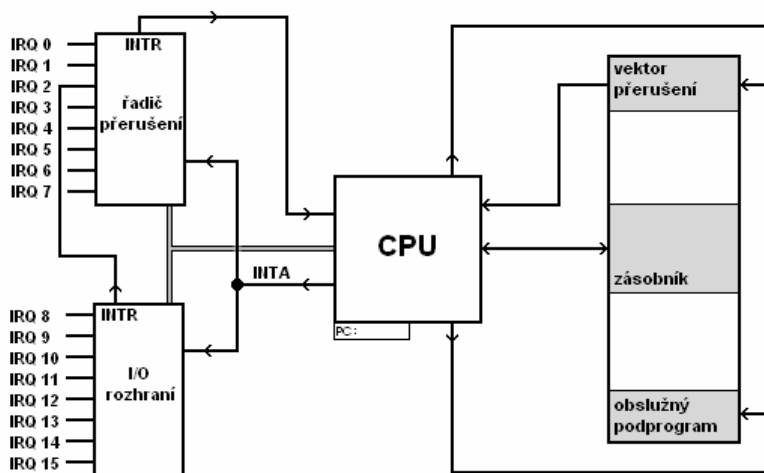 IRQ 0
IRQ 1
IRQ 2
IRQ 3
IRQ 4
IRQ 5
IRQ 6
IRQ 7
INTR
řadič
přerušení
IRQ 8
IRQ 9
IRQ 10
IRQ 11
IRQ 12
IRQ 13
IRQ 14
IRQ 15
INTR
I/O
rozhraní
INTA
CPU
PC:
vektor
přerušení
zásobník
obslužný
podprogram